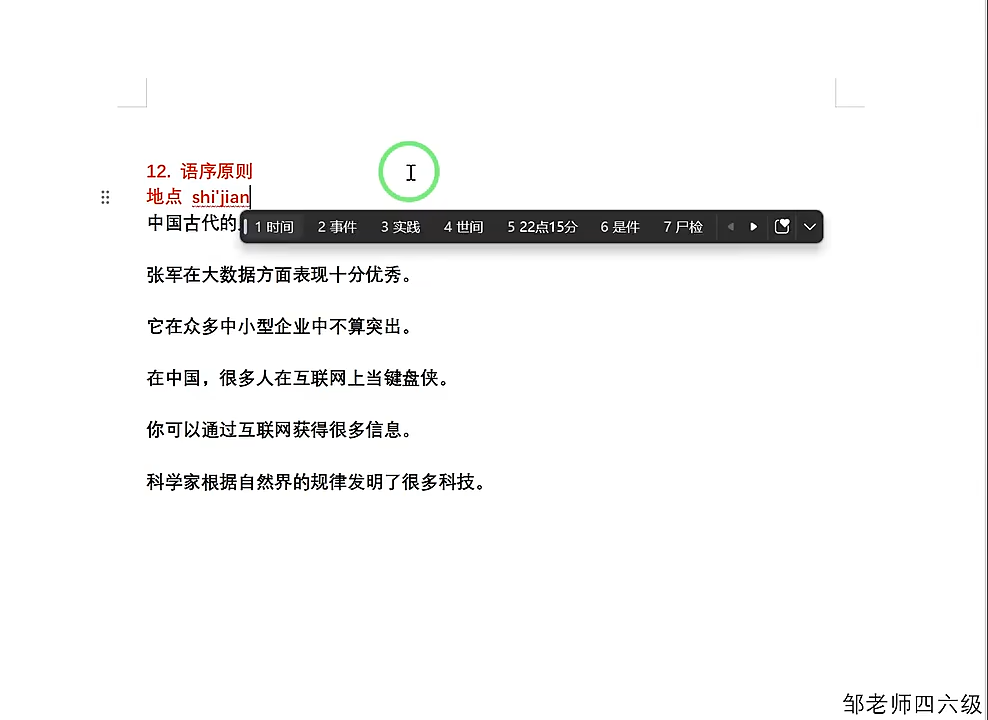 12. 语序原则
地点 shi'jian
中国古代的
1 时间 2 事件 3 实践 4 世间 5 22点15分 6 是件 7 尸检
张军在大数据方面表现十分优秀。
它在众多中小型企业中不算突出。
在中国，很多人在互联网上当键盘侠。
你可以通过互联网获得很多信息。
科学家根据自然界的规律发明了很多科技。
邹老师四六级